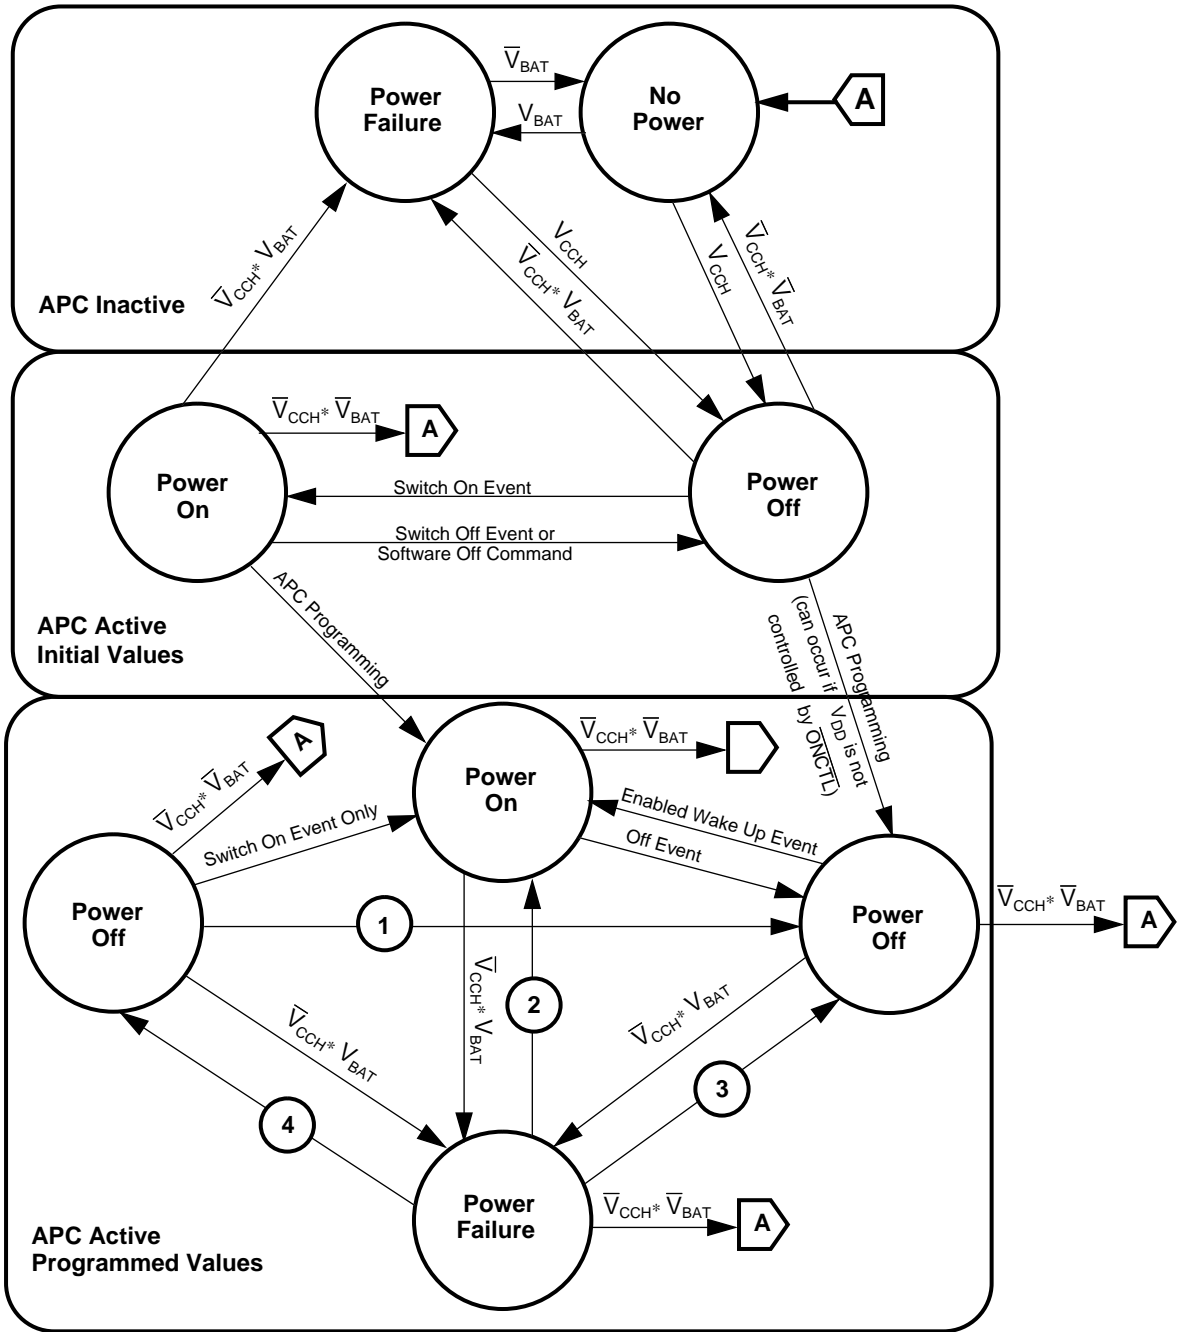 V̅BAT
Power
Failure
No
Power
A
VBAT
V̅CCH* VBAT
VCCH
V̅CCH* VBAT
VCCH
V̅CCH* V̅BAT
APC Inactive
V̅CCH* V̅BAT
A
Power
On
Switch On Event
Power
Off
Switch Off Event or
Software Off Command
APC Programming
APC Active
Initial Values
APC Programming
(can occur if VDD is not
controlled by O̅N̅C̅T̅L̅)
A
V̅CCH* V̅BAT
V̅CCH* V̅BAT
Power
On
Switch On Event Only
Enabled Wake Up Event
Off Event
Power
Off
1
Power
Off
V̅CCH* V̅BAT
A
V̅CCH* VBAT
2
V̅CCH* VBAT
V̅CCH* VBAT
3
4
Power
Failure
V̅CCH* V̅BAT
A
APC Active
Programmed Values